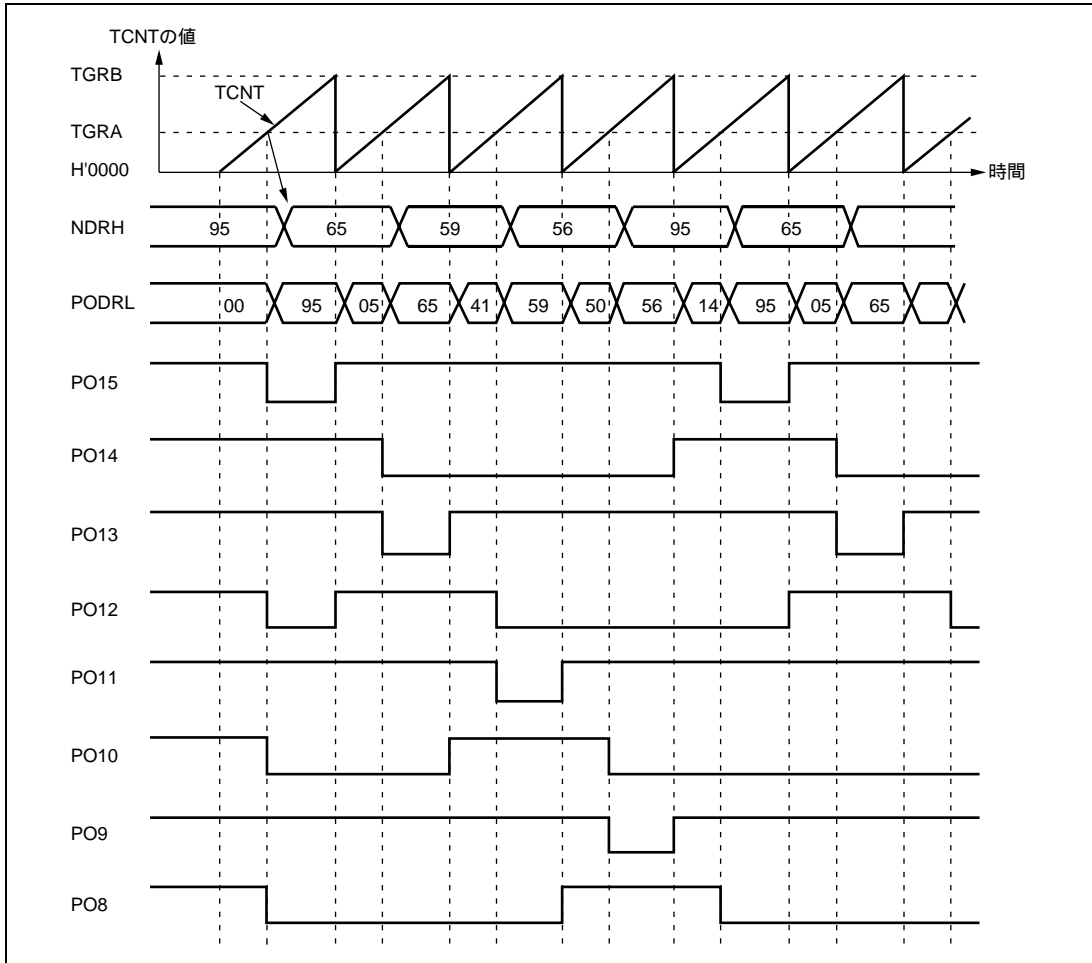 TCNTの値
TGRB
TCNT
TGRA
H'0000
時間
NDRH 95 65 59 56 95 65
PODRL 00 95 05 65 41 59 50 56 14 95 05 65
PO15
PO14
PO13
PO12
PO11
PO10
PO9
PO8